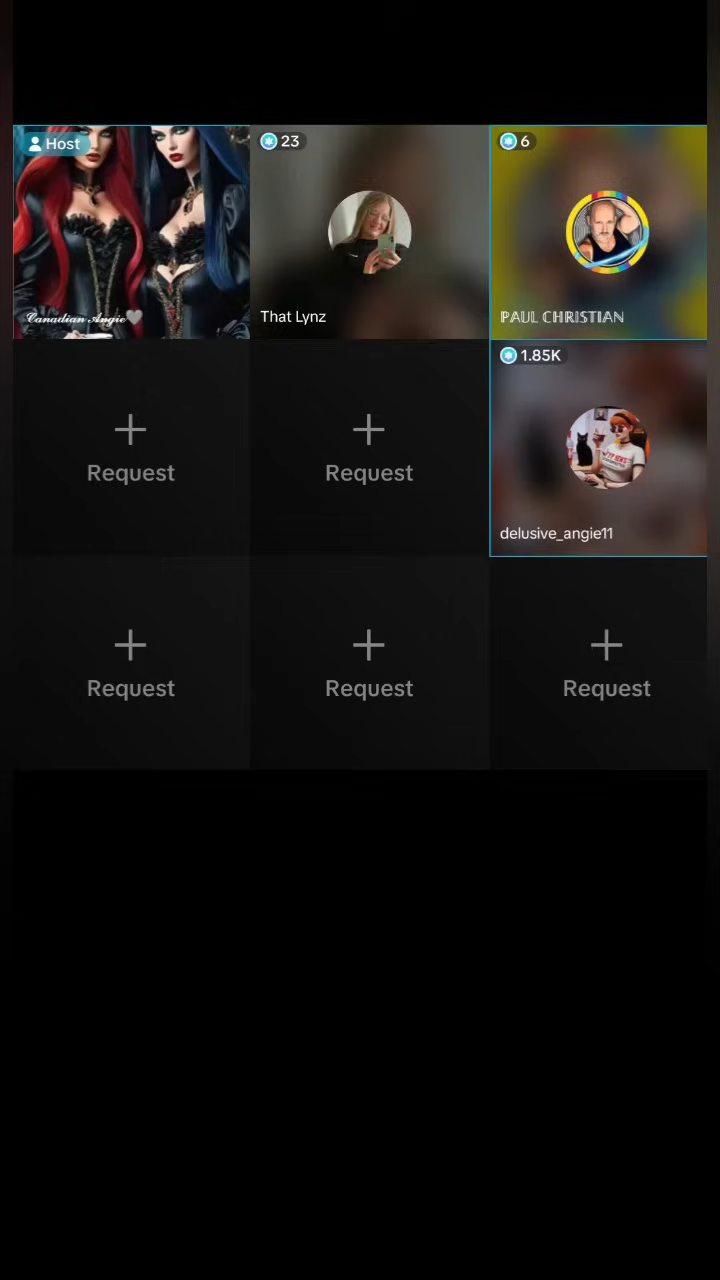 Host
23
6
Canadian Angie🤍
That Lynz
PAUL CHRISTIAN
1.85K
Request
Request
delusive_angie11
Request
Request
Request